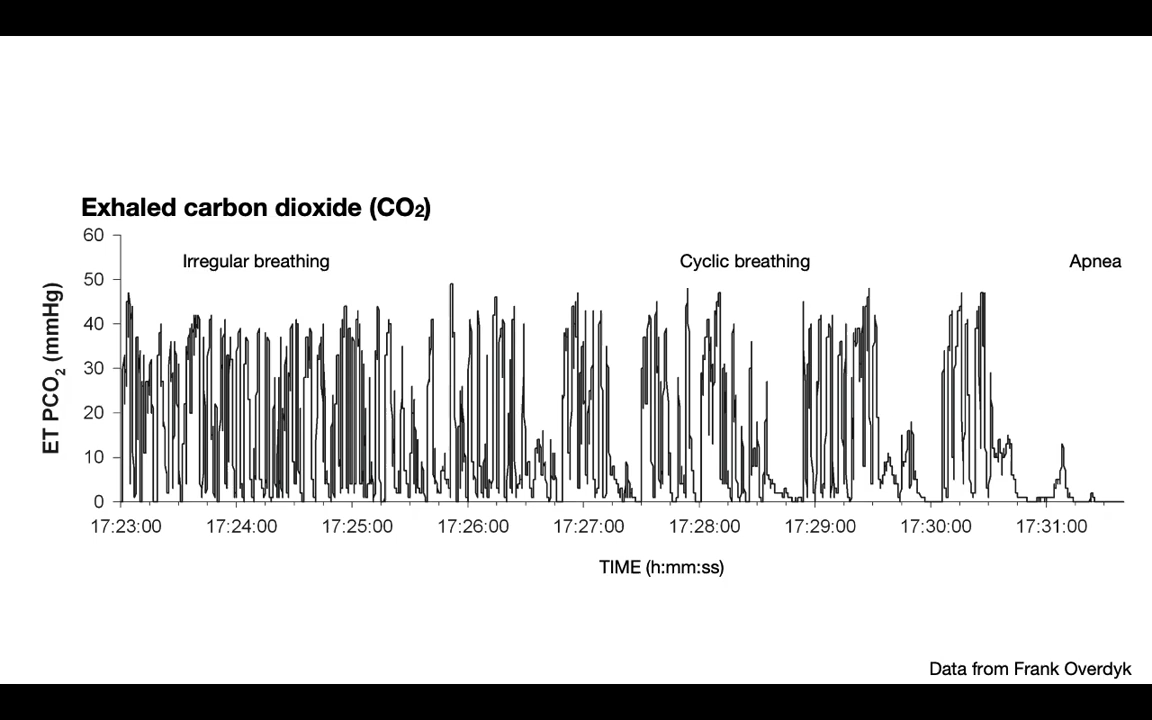 Exhaled carbon dioxide (CO₂)
60
Irregular breathing
Cyclic breathing
Apnea
50
40
30
20
10
0
ET PCO₂ (mmHg)
17:23:00 17:24:00 17:25:00 17:26:00 17:27:00 17:28:00 17:29:00 17:30:00 17:31:00
TIME (h:mm:ss)
Data from Frank Overdyk